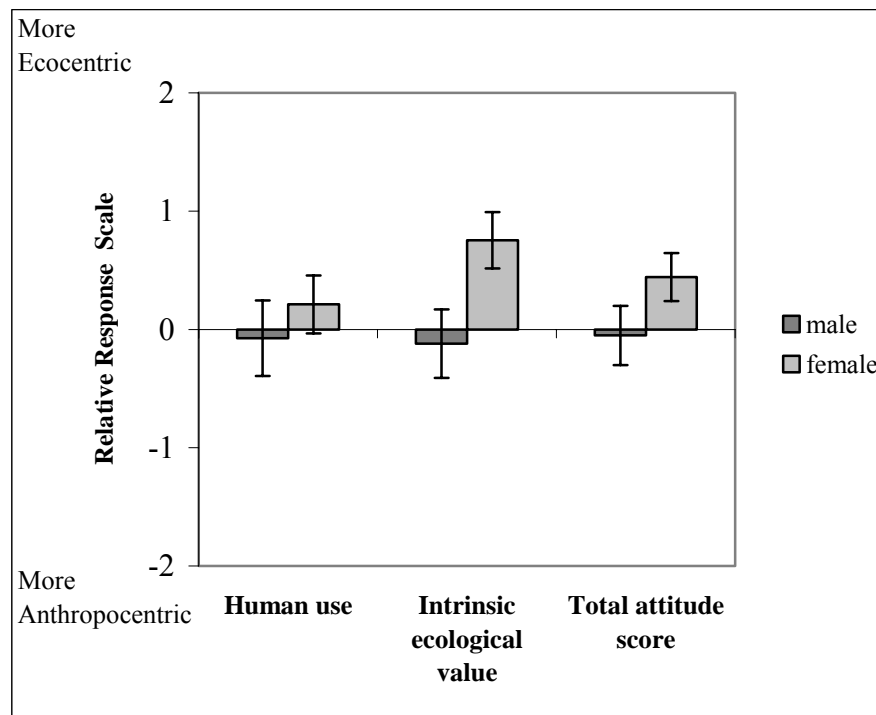 More
Ecocentric
2
1
0
-1
-2
Relative Response Scale
male
female
More
Anthropocentric
Human use
Intrinsic
ecological
value
Total attitude
score